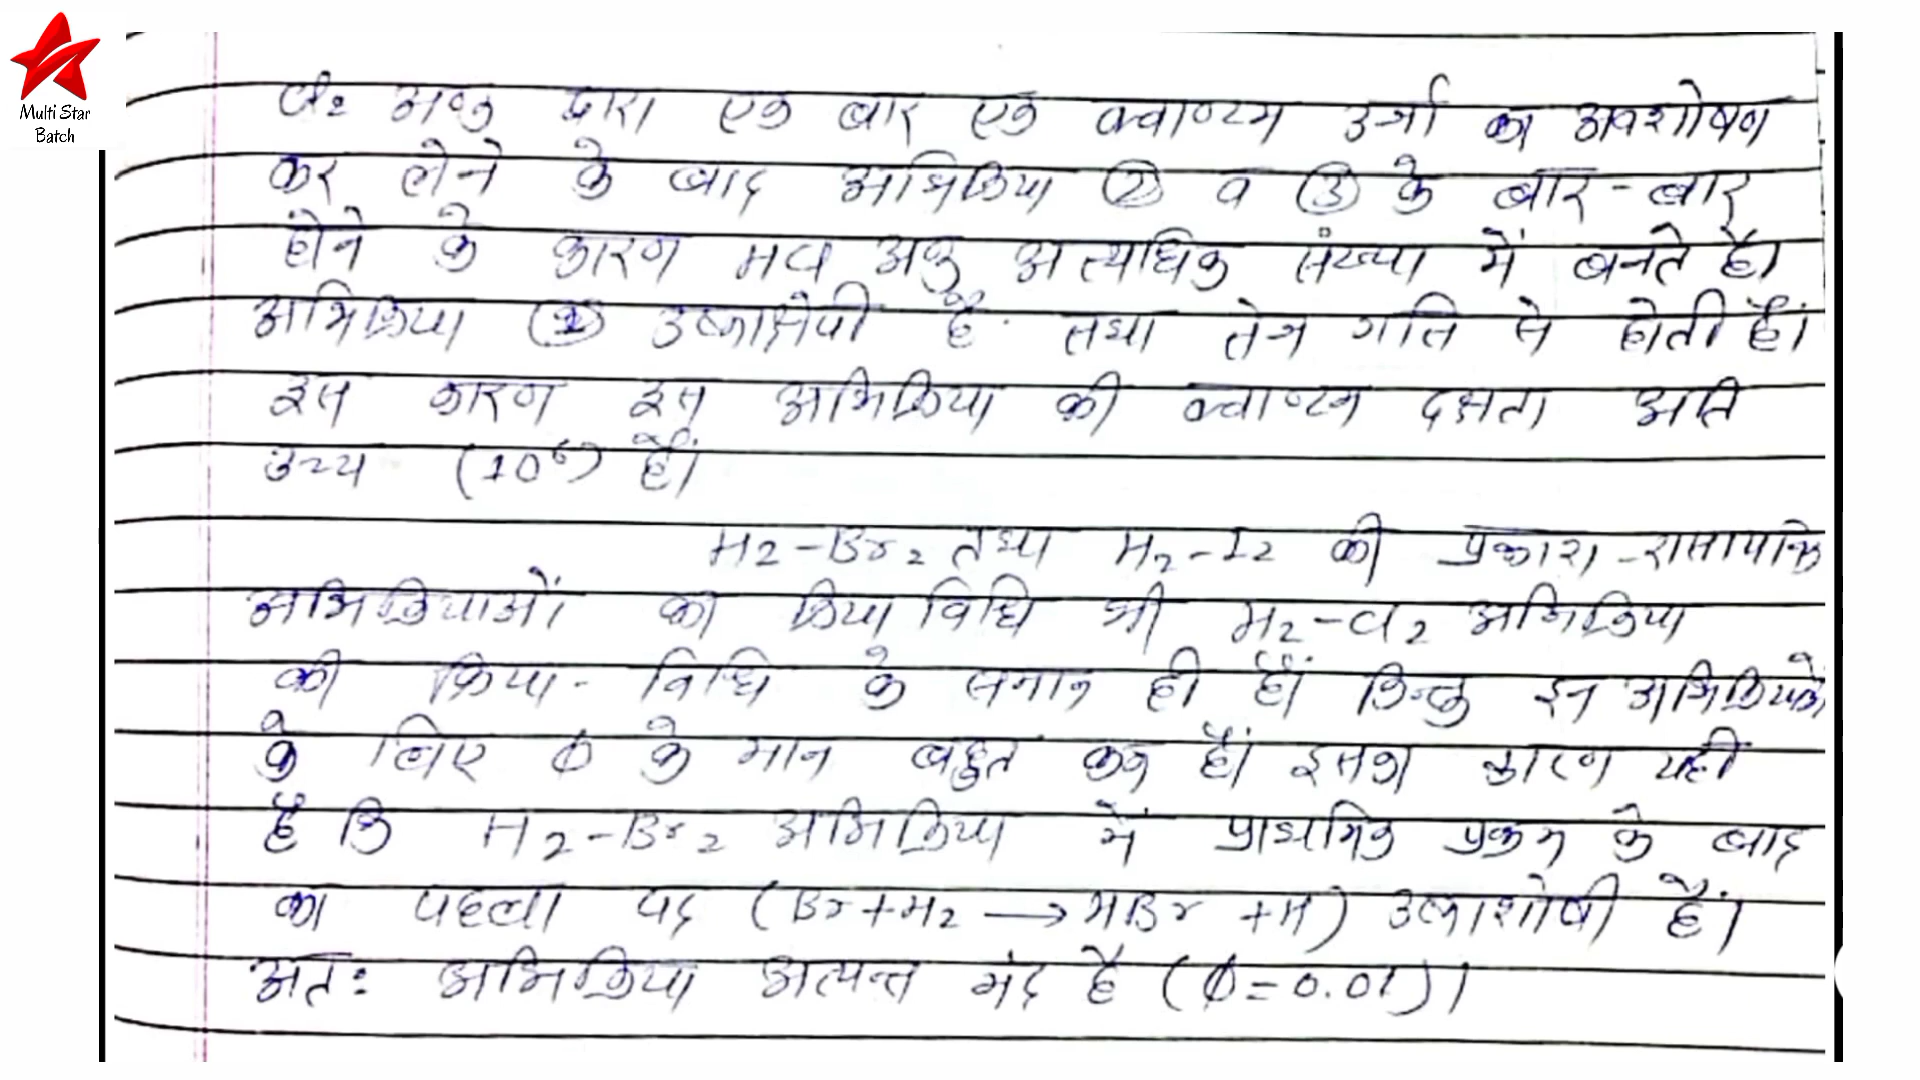 Multi Star
Batch
Cl₂ अणु द्वारा एक बार एक क्वाण्टम उर्जा का अवशोषण
कर लेने के बाद अभिक्रिया ② व ③ के बार-बार
होने के कारण HCl अणु अत्यधिक संख्या में बनते हैं।
अभिक्रिया ② उष्माक्षेपी है तथा तेज गति से होती हैं।
इस कारण इस अभिक्रिया की क्वाण्टम दक्षता अति
उच्च (10⁶) हैं।
H₂-Br₂ तथा H₂-I₂ की प्रकाश-रासायनिक
अभिक्रियाओं की क्रिया विधि भी H₂-Cl₂ अभिक्रिया
की क्रिया-विधि के समान ही हैं। किन्तु इन अभिक्रियाओं
के लिए ϕ के मान बहुत कम हैं। इसका कारण यही
है कि H₂-Br₂ अभिक्रिया में प्राथमिक प्रक्रम के बाद
का पहला पद (Br+H₂ → HBr +H) उष्माशोषी हैं।
अतः अभिक्रिया अत्यन्त मंद है (ϕ=0.01)।